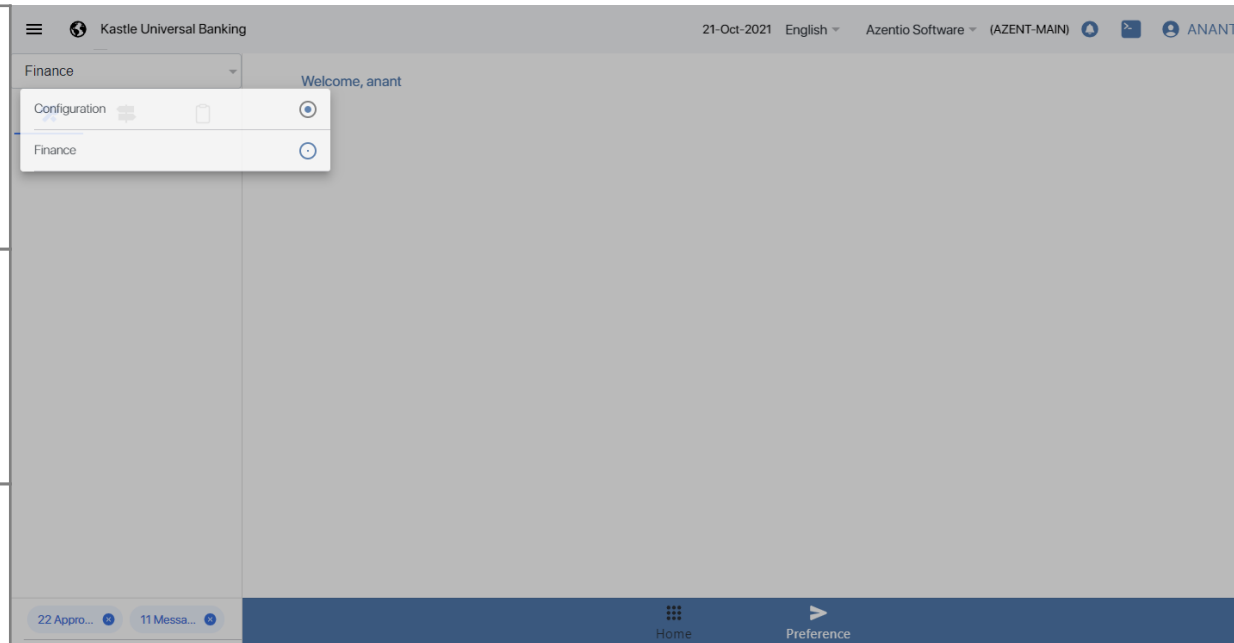 Kastle Universal Banking 21-Oct-2021 English Azentio Software (AZENT-MAIN) ANANT
Finance
Welcome, anant
Configuration
Finance
22 Appro... 11 Messa...
Home Preference